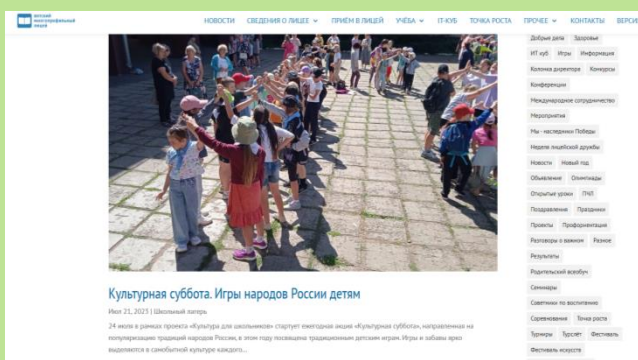 НОВОСТИ СВЕДЕНИЯ О ЛИЦЕЕ ПРИЁМ В ЛИЦЕЙ УЧЁБА IT-КУБ ТОЧКА РОСТА ПРОЧЕЕ КОНТАКТЫ
многопрофильный
лицей
Добрые дела Здоровье
ИТ куб Игры Информация
Колонка директора Конкурсы
Конференции
Международное сотрудничество
Мероприятия
Мы - наследники Победы
Неделя лицейской дружбы
Новости Новый год
Объявление Олимпиады
Открытые уроки ПЧЛ
Поздравление Праздники
Проекты Профориентация
Разговоры о важном Разное
Результаты
Родительский всеобуч
Семинары
Советники по воспитанию
Соревнования Точка роста
Турниры Турслёт Фестиваль
Фестиваль искусств
Культурная суббота. Игры народов России детям
Июл 21, 2023 | Школьный лагерь
24 июля в рамках проекта «Культура для школьников» стартует ежегодная акция «Культурная суббота», направленная на
популяризацию традиций народов России, в этом году посвящена традиционным детским играм. Игры и забавы ярко
выделяются в самобытной культуре каждого...